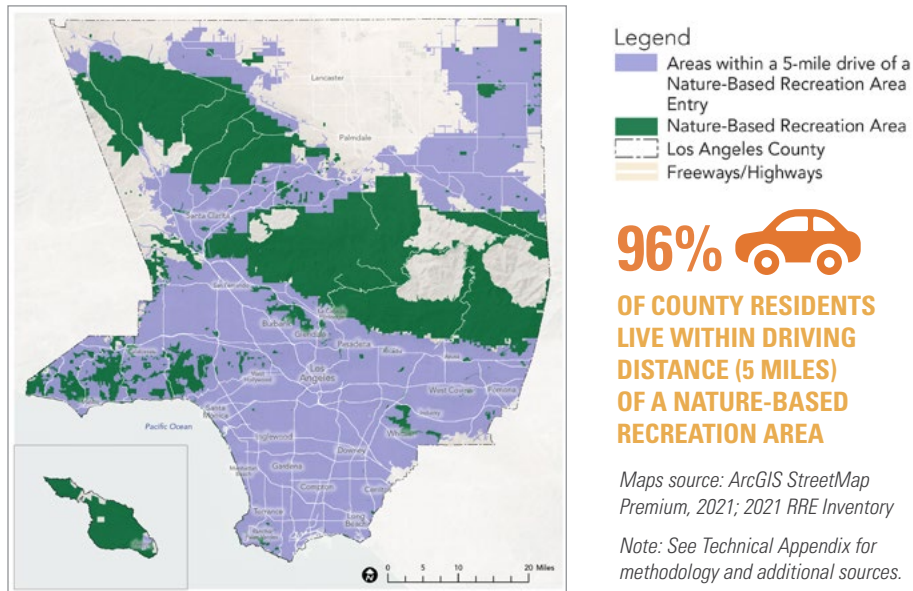 Lancaster
Palmdale
Santa Clarita
Burbank
Glendale
Pasadena
Los
Angeles
West Covina
Pomona
Santa
Monica
Pacific Ocean
Inglewood
Whittier
Downey
Gardena
Compton
Torrance
Long
Beach
0 5 10 20 Miles
Legend
Areas within a 5-mile drive of a
Nature-Based Recreation Area
Entry
Nature-Based Recreation Area
Los Angeles County
Freeways/Highways
96%
OF COUNTY RESIDENTS
LIVE WITHIN DRIVING
DISTANCE (5 MILES)
OF A NATURE-BASED
RECREATION AREA
Maps source: ArcGIS StreetMap
Premium, 2021; 2021 RRE Inventory
Note: See Technical Appendix for
methodology and additional sources.